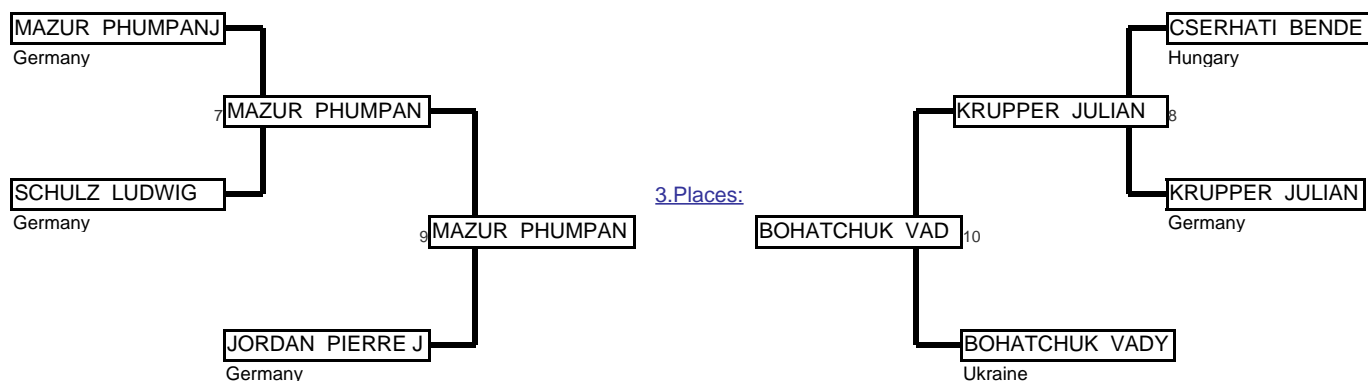 MAZUR PHUMPANJ
Germany
7 MAZUR PHUMPAN
SCHULZ LUDWIG
Germany
9 MAZUR PHUMPAN
JORDAN PIERRE J
Germany
3.Places:
CSERHATI BENDE
Hungary
KRUPPER JULIAN 8
KRUPPER JULIAN
Germany
BOHATCHUK VAD 10
BOHATCHUK VADY
Ukraine